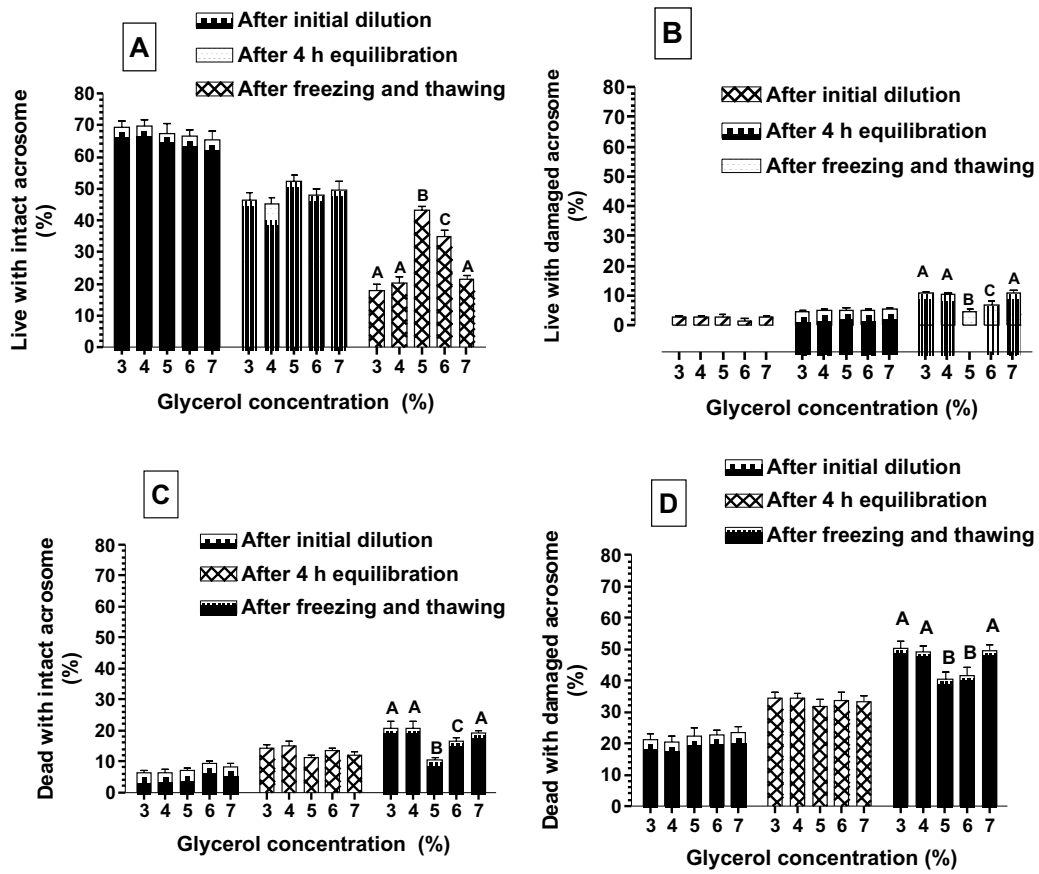 A
After initial dilution
After 4 h equilibration
After freezing and thawing
Live with intact acrosome
(%)
80
70
60
50
40
30
20
10
0
A A B C A
3 4 5 6 7 3 4 5 6 7 3 4 5 6 7
Glycerol concentration (%)
B
After initial dilution
After 4 h equilibration
After freezing and thawing
Live with damaged acrosome
(%)
80
70
60
50
40
30
20
10
0
A A B C A
3 4 5 6 7 3 4 5 6 7 3 4 5 6 7
Glycerol concentration (%)
C
After initial dilution
After 4 h equilibration
After freezing and thawing
Dead with intact acrosome
(%)
80
70
60
50
40
30
20
10
0
A A B C A
3 4 5 6 7 3 4 5 6 7 3 4 5 6 7
Glycerol concentration (%)
D
After initial dilution
After 4 h equilibration
After freezing and thawing
Dead with damaged acrosome
(%)
80
70
60
50
40
30
20
10
0
A A B B A
3 4 5 6 7 3 4 5 6 7 3 4 5 6 7
Glycerol concentration (%)